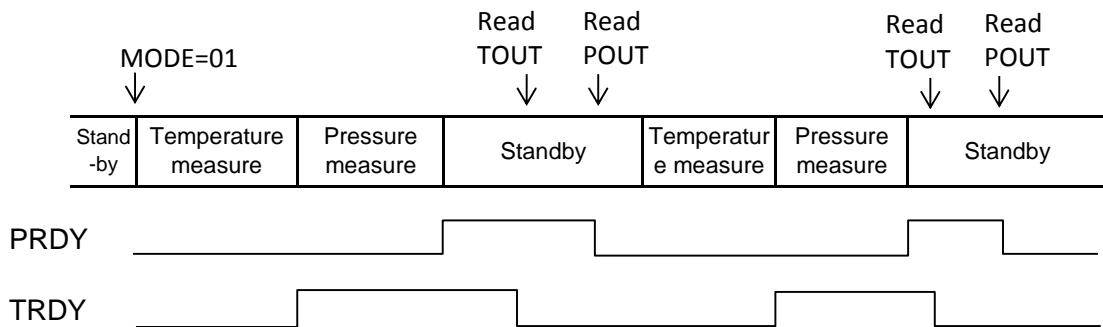 Read
TOUT
Read
POUT
Read
TOUT
Read
POUT
MODE=01
Stand
-by
Temperature
measure
Pressure
measure
Standby
Temperatur
e measure
Pressure
measure
Standby
PRDY
TRDY